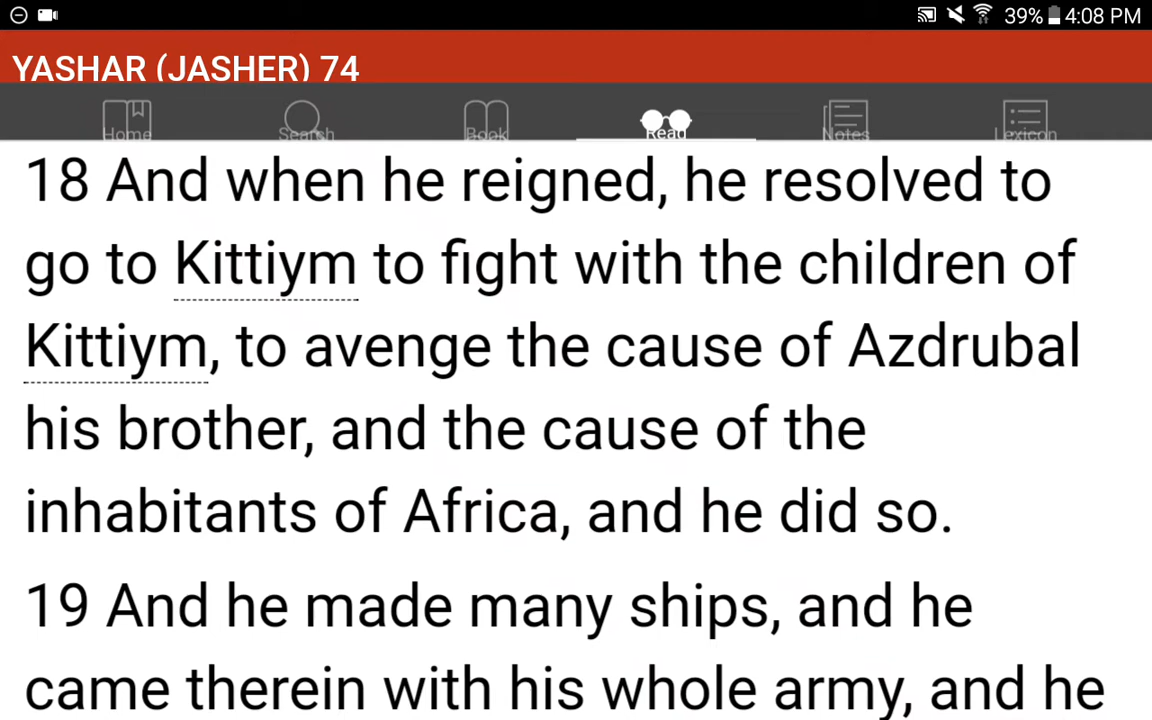 39% 4:08 PM
YASHAR (JASHER) 74
Home Search Book Read Notes Lexicon
18 And when he reigned, he resolved to
go to Kittiym to fight with the children of
Kittiym, to avenge the cause of Azdrubal
his brother, and the cause of the
inhabitants of Africa, and he did so.
19 And he made many ships, and he
came therein with his whole army, and he